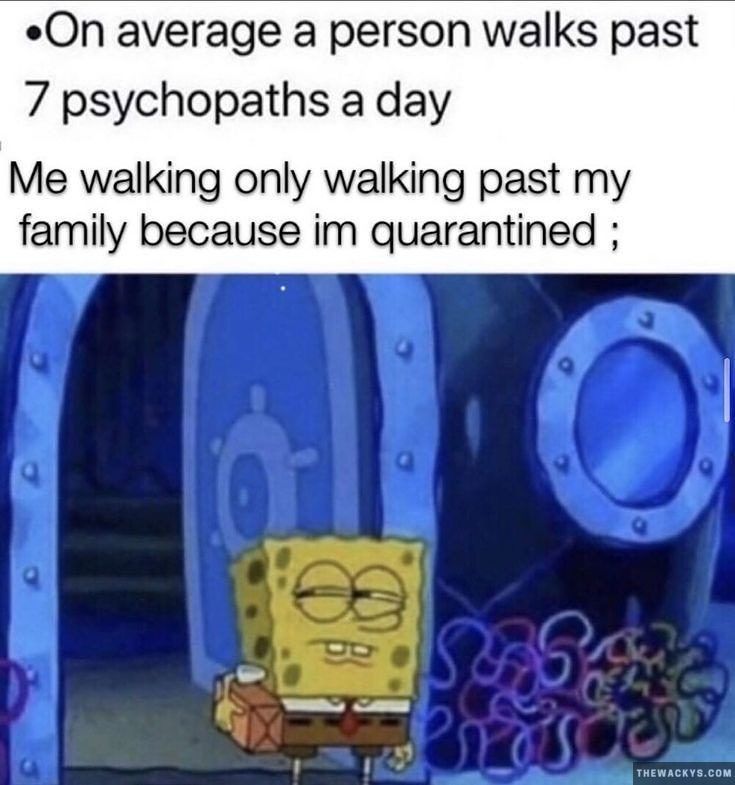 •On average a person walks past
7 psychopaths a day
Me walking only walking past my
family because im quarantined ;
THEWACKYS.COM